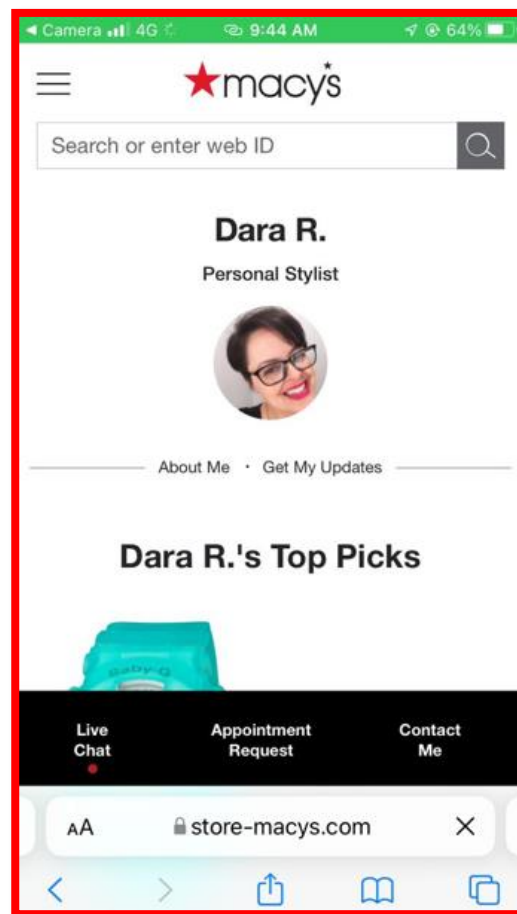 Camera 4G 9:44 AM 64%
macy's
Search or enter web ID
Dara R.
Personal Stylist
About Me · Get My Updates
Dara R.'s Top Picks
Baby-G
Live Chat
Appointment Request
Contact Me
AA store-macys.com